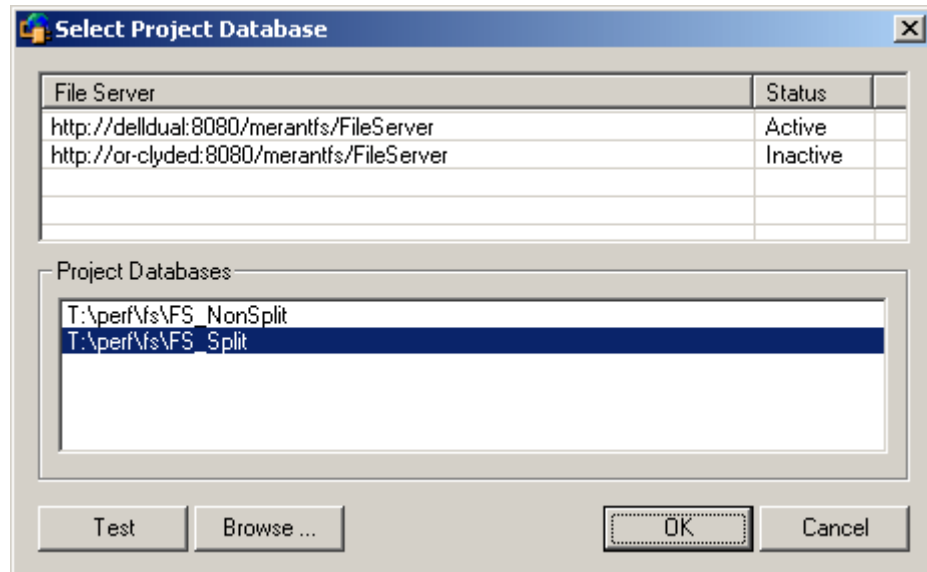 Select Project Database
File Server Status
http://delldual:8080/merantfs/FileServer Active
http://or-clyded:8080/merantfs/FileServer Inactive
Project Databases
T:\perf\fs\FS_NonSplit
T:\perf\fs\FS_Split
Test Browse ... OK Cancel